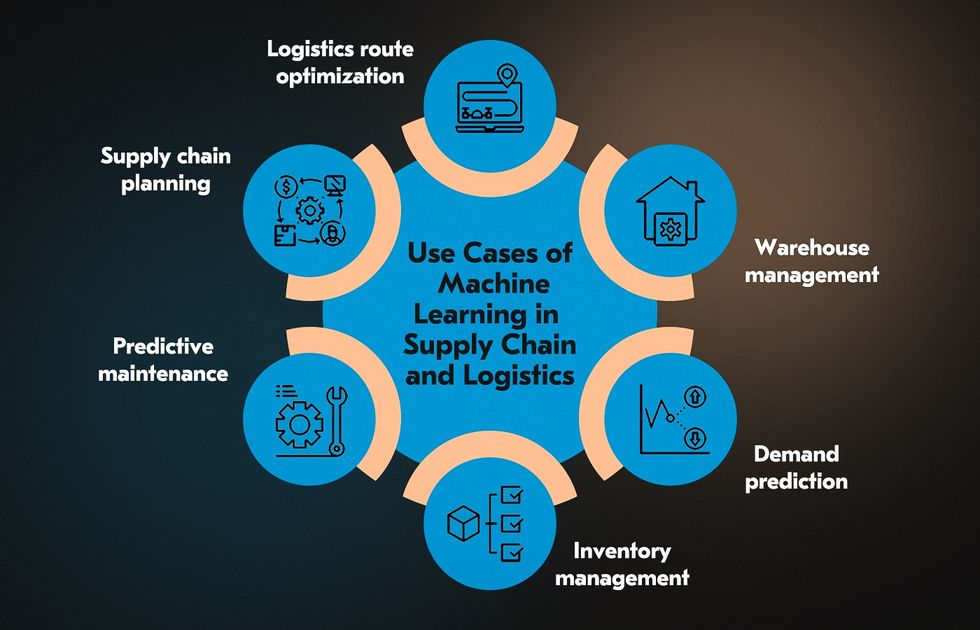 Logistics route
optimization
Supply chain
planning
Warehouse
management
Use Cases of
Machine
Learning in
Supply Chain
and Logistics
Predictive
maintenance
Demand
prediction
Inventory
management